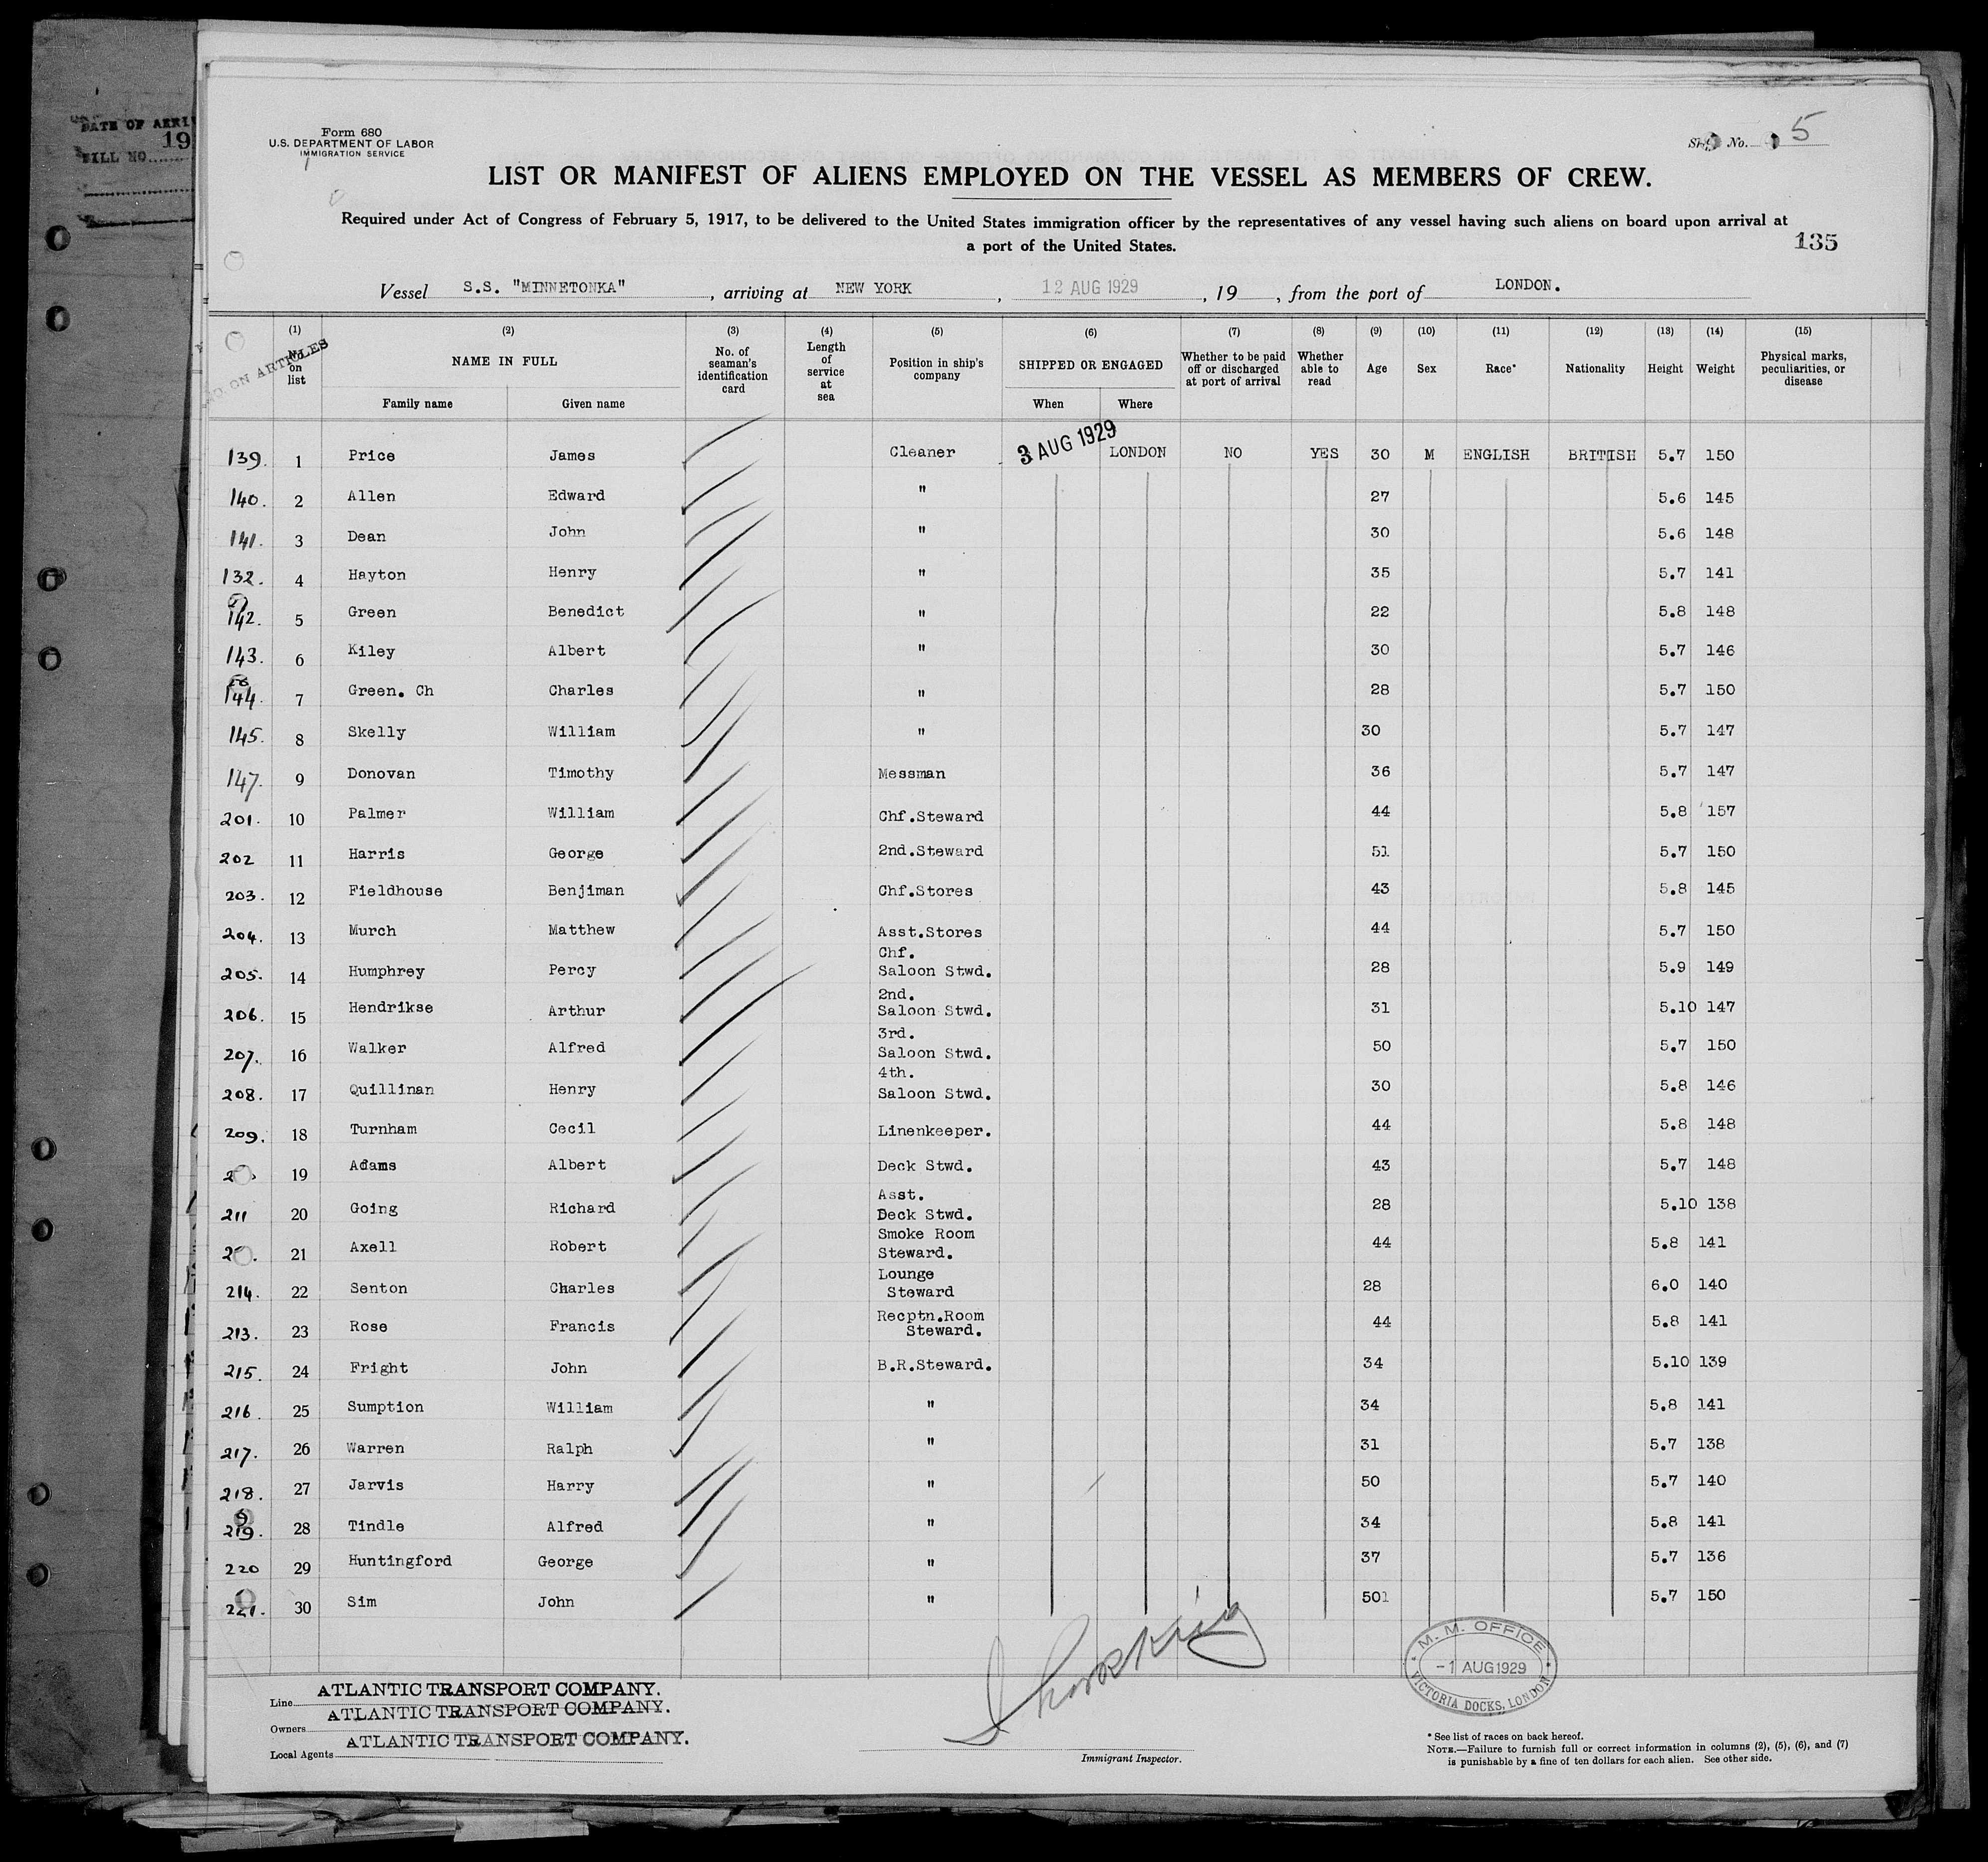 DATE OF ARRI
19
BILL NO.
Form 680
U.S. DEPARTMENT OF LABOR
IMMIGRATION SERVICE
No. 5
LIST OR MANIFEST OF ALIENS EMPLOYED ON THE VESSEL AS MEMBERS OF CREW.
Required under Act of Congress of February 5, 1917, to be delivered to the United States immigration officer by the representatives of any vessel having such aliens on board upon arrival at
a port of the United States.
135
Vessel S.S. "MINNETONKA", arriving at NEW YORK, 12 AUG 1929, 19 , from the port of LONDON.
NO. ON ARTICLES
(1) (2) (3) (4) (5) (6) (7) (8) (9) (10) (11) (12) (13) (14) (15)
No. on list NAME IN FULL No. of seaman's identification card Length of service at sea Position in ship's company SHIPPED OR ENGAGED Whether to be paid off or discharged at port of arrival Whether able to read Age Sex Race* Nationality Height Weight Physical marks, peculiarities, or disease
Family name Given name When Where
139. 1 Price James Cleaner 3 AUG 1929 LONDON NO YES 30 M ENGLISH BRITISH 5.7 150
140. 2 Allen Edward " 27 5.6 145
141. 3 Dean John " 30 5.6 148
132. 4 Hayton Henry " 35 5.7 141
142. 5 Green Benedict " 22 5.8 148
143. 6 Kiley Albert " 30 5.7 146
144. 7 Green. Ch Charles " 28 5.7 150
145. 8 Skelly William " 30 5.7 147
147. 9 Donovan Timothy Messman 36 5.7 147
201. 10 Palmer William Chf.Steward 44 5.8 157
202 11 Harris George 2nd.Steward 51 5.7 150
203. 12 Fieldhouse Benjiman Chf.Stores 43 5.8 145
204. 13 Murch Matthew Asst.Stores 44 5.7 150
205. 14 Humphrey Percy Chf. Saloon Stwd. 28 5.9 149
206. 15 Hendrikse Arthur 2nd. Saloon Stwd. 31 5.10 147
207. 16 Walker Alfred 3rd. Saloon Stwd. 50 5.7 150
208. 17 Quillinan Henry 4th. Saloon Stwd. 30 5.8 146
209. 18 Turnham Cecil Linenkeeper. 44 5.8 148
19 Adams Albert Deck Stwd. 43 5.7 148
211 20 Going Richard Asst. Deck Stwd. 28 5.10 138
21 Axell Robert Smoke Room Steward. 44 5.8 141
214. 22 Senton Charles Lounge Steward 28 6.0 140
213. 23 Rose Francis Recptn.Room Steward. 44 5.8 141
215. 24 Fright John B.R.Steward. 34 5.10 139
216. 25 Sumption William " 34 5.8 141
217. 26 Warren Ralph " 31 5.7 138
218. 27 Jarvis Harry " 50 5.7 140
219. 28 Tindle Alfred " 34 5.8 141
220 29 Huntingford George " 37 5.7 136
221. 30 Sim John " 501 5.7 150
Line ATLANTIC TRANSPORT COMPANY.
Owners ATLANTIC TRANSPORT COMPANY.
Local Agents ATLANTIC TRANSPORT COMPANY.
Immigrant Inspector.
M. M. OFFICE
-1 AUG 1929
VICTORIA DOCKS, LONDON
* See list of races on back hereof.
NOTE.—Failure to furnish full or correct information in columns (2), (5), (6), and (7)
is punishable by a fine of ten dollars for each alien. See other side.